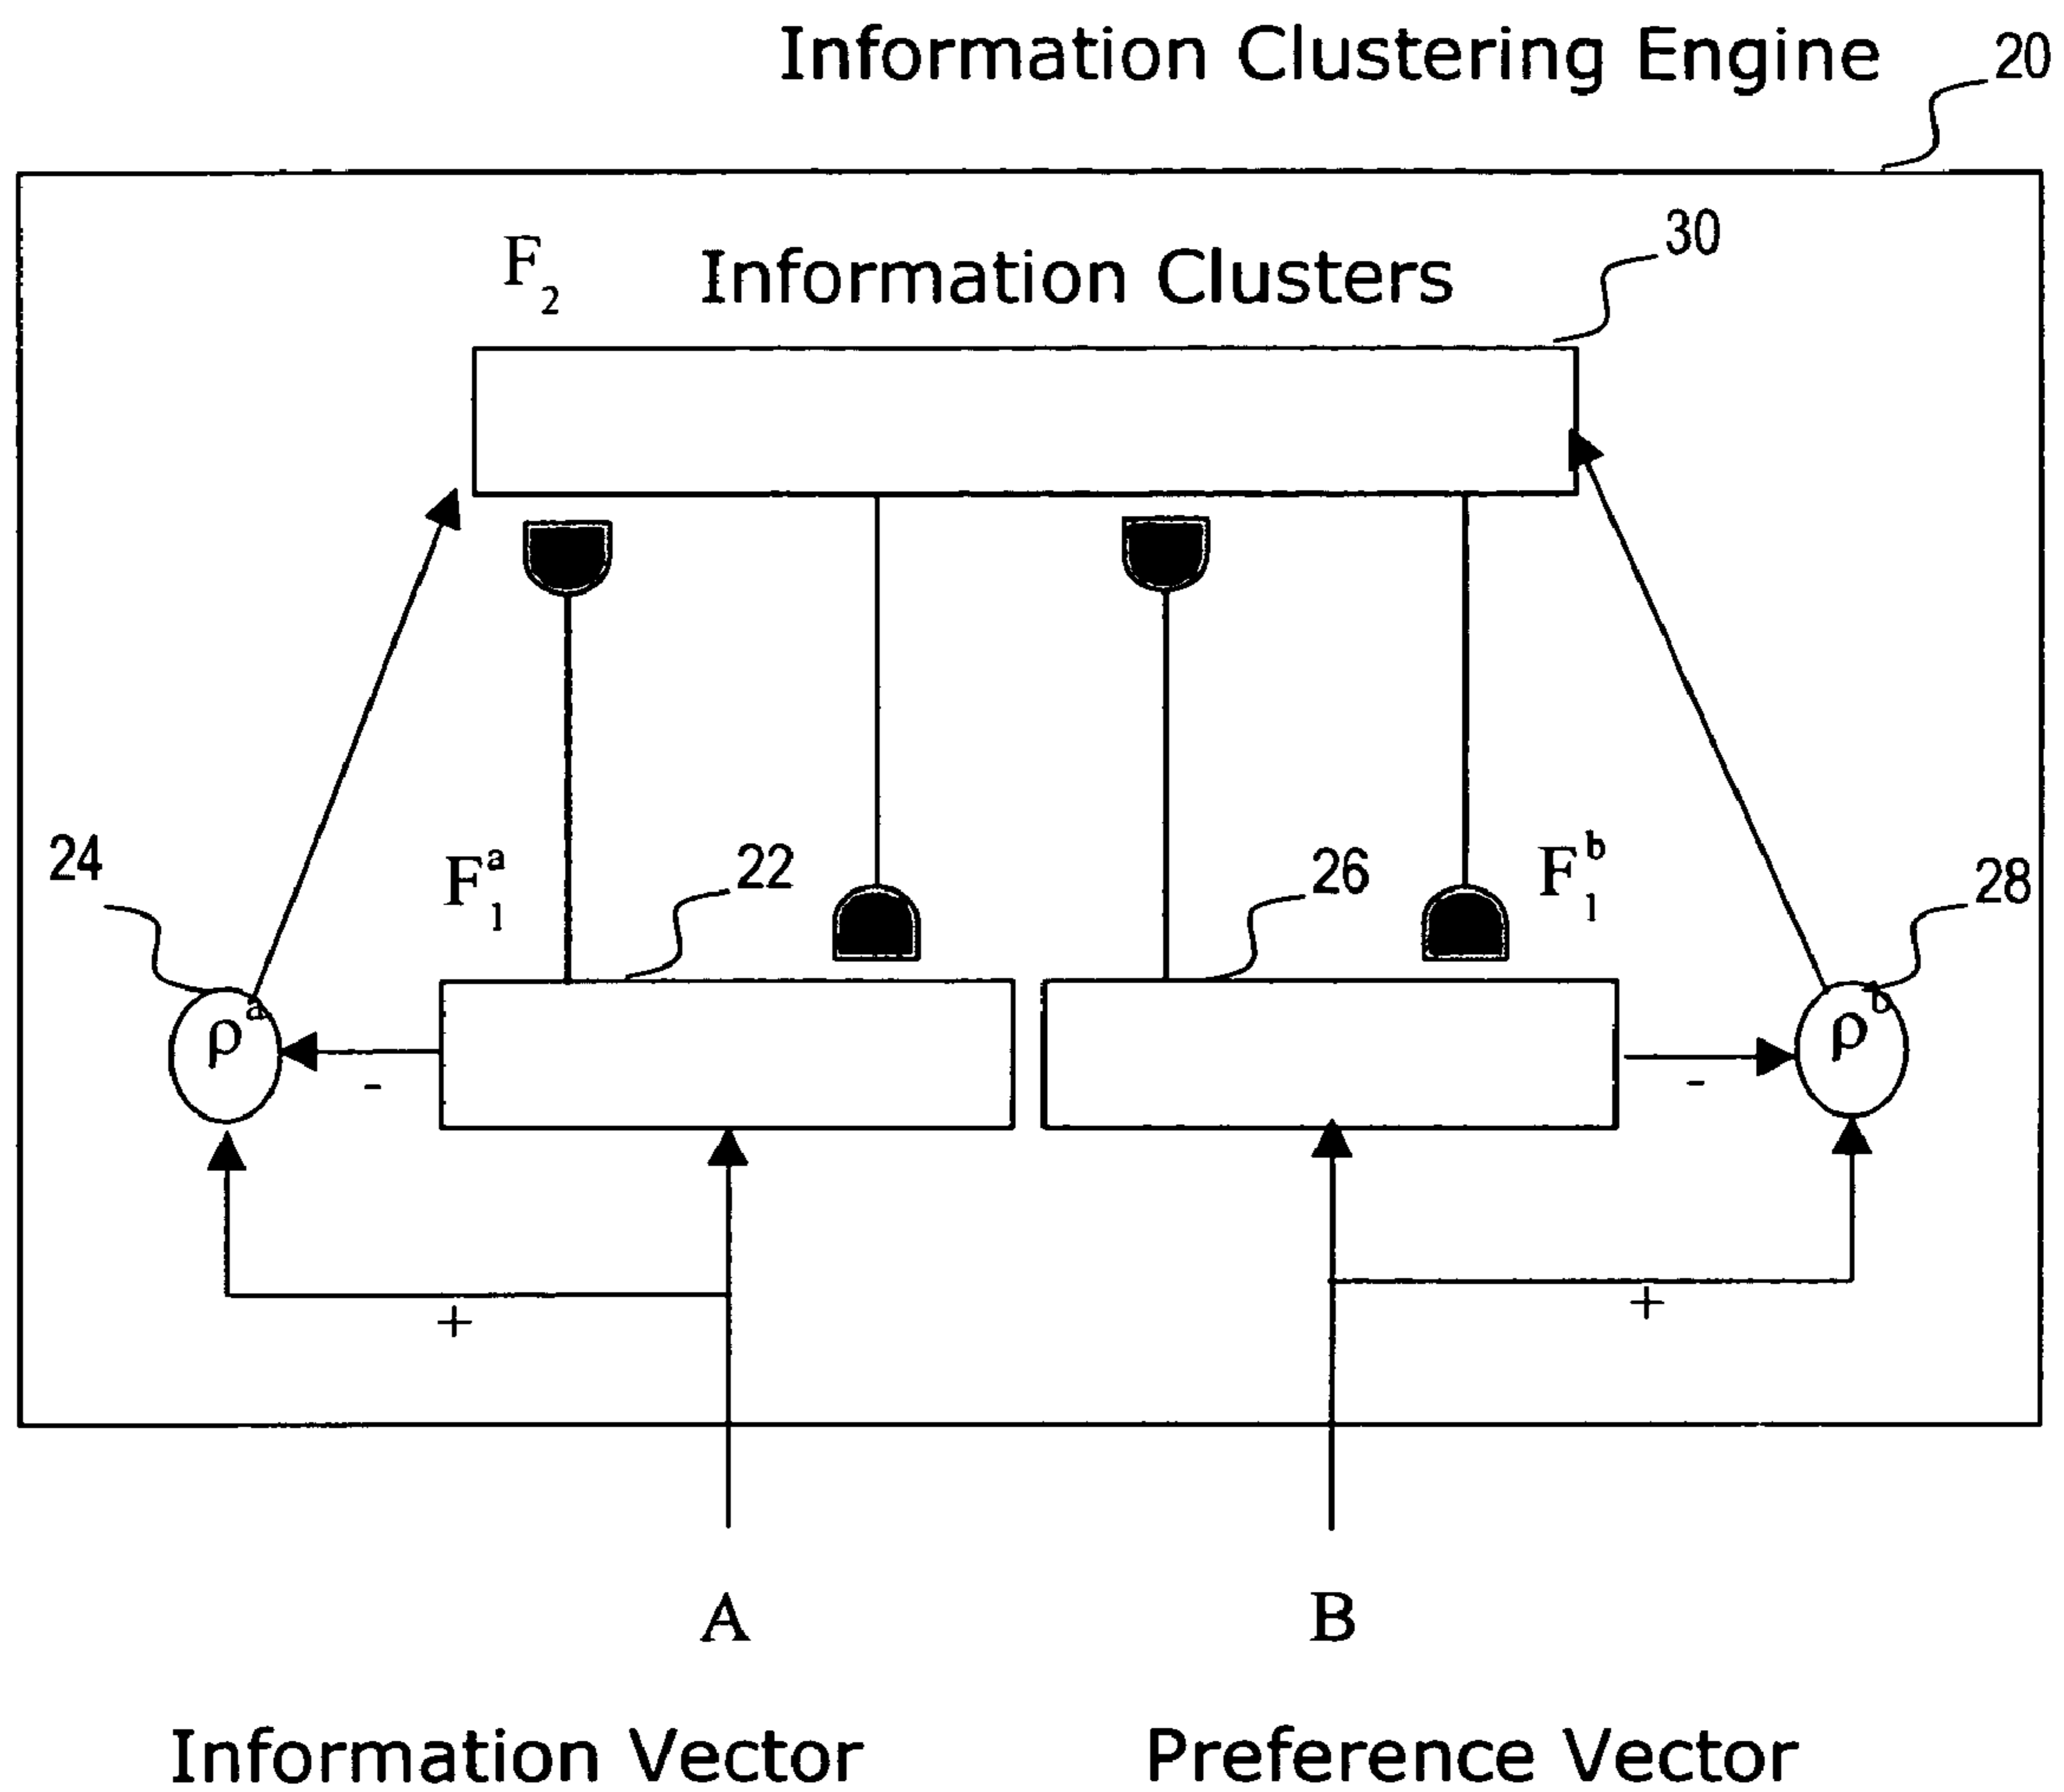 Information Clustering Engine
20
30
F2
Information Clusters
24
F1a
22
26
F1b
28
ρa
-
-
ρb
+
+
A
B
Information Vector
Preference Vector